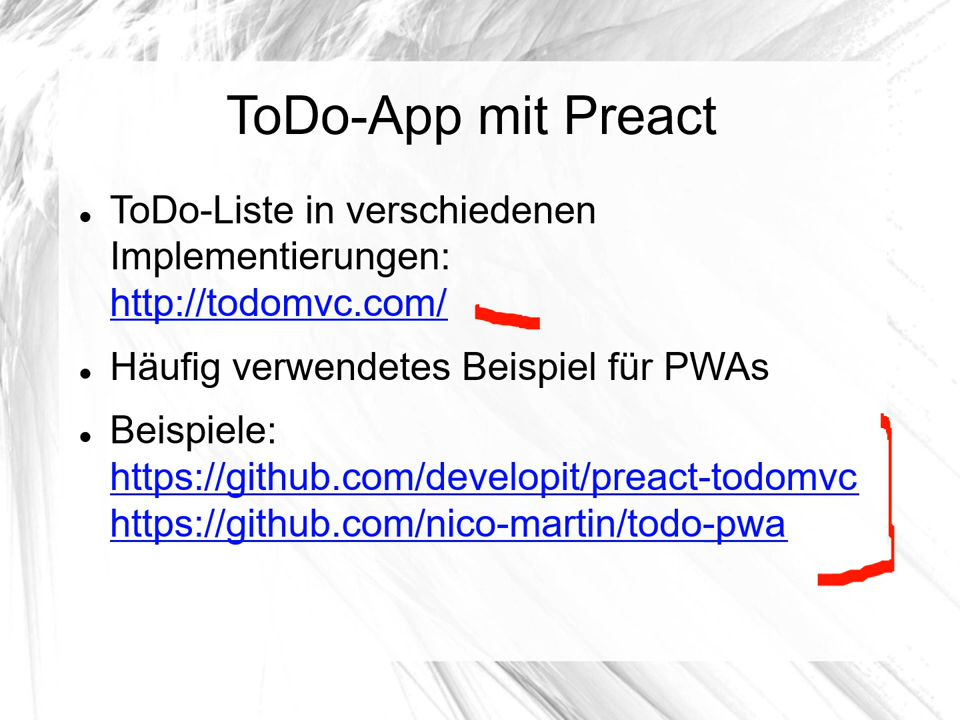 ToDo-App mit Preact
● ToDo-Liste in verschiedenen
Implementierungen:
http://todomvc.com/
● Häufig verwendetes Beispiel für PWAs
● Beispiele:
https://github.com/developit/preact-todomvc
https://github.com/nico-martin/todo-pwa